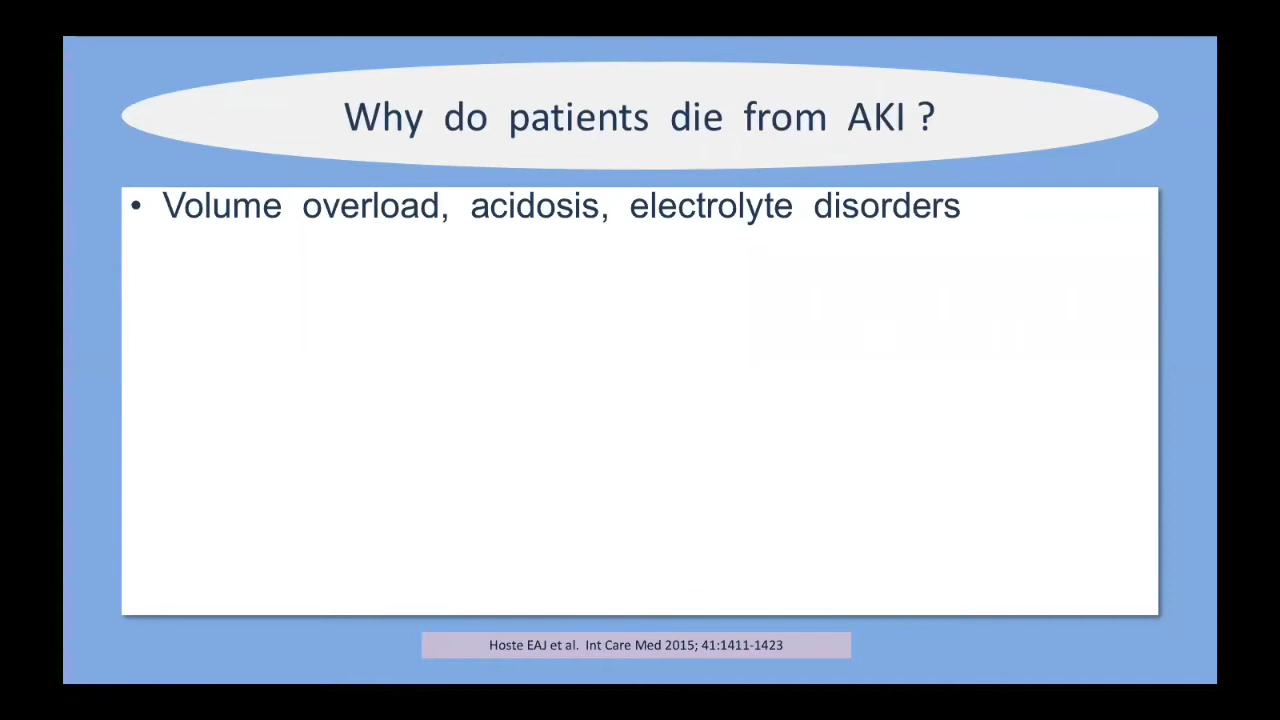 Why do patients die from AKI ?
• Volume overload, acidosis, electrolyte disorders
Hoste EAJ et al. Int Care Med 2015; 41:1411-1423